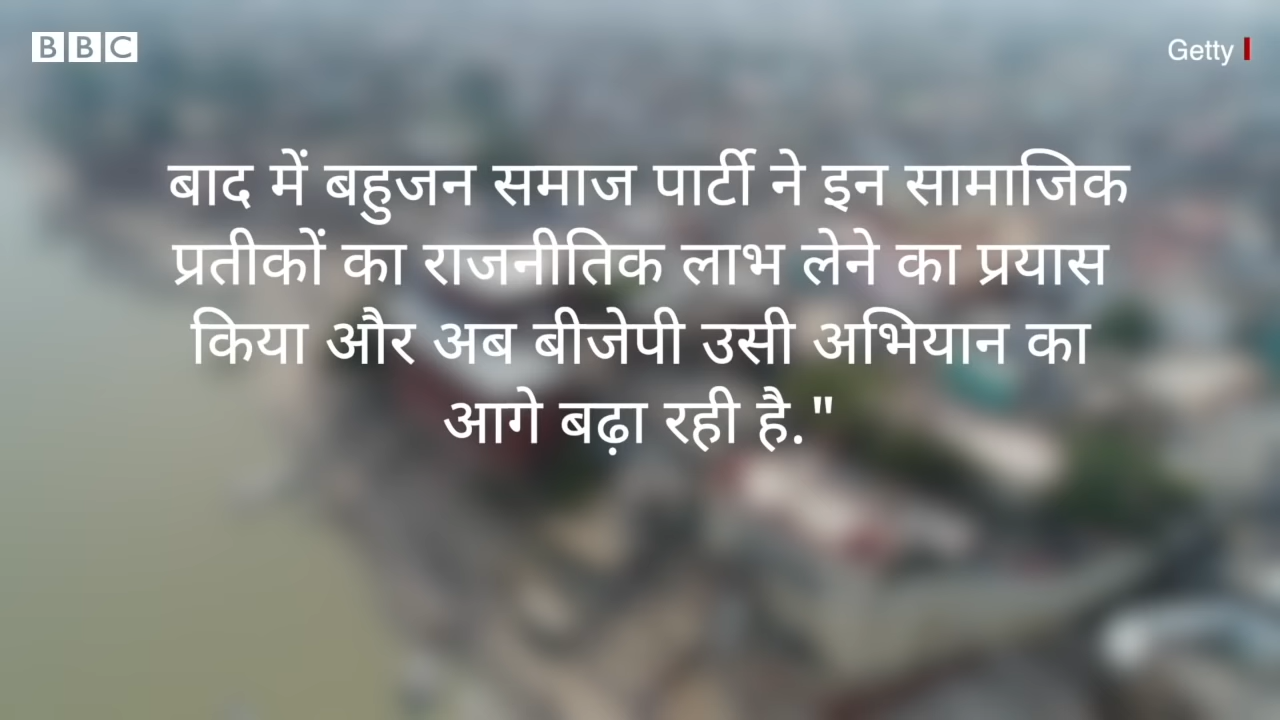 BBC
Getty
बाद में बहुजन समाज पार्टी ने इन सामाजिक
प्रतीकों का राजनीतिक लाभ लेने का प्रयास
किया और अब बीजेपी उसी अभियान का
आगे बढ़ा रही है."